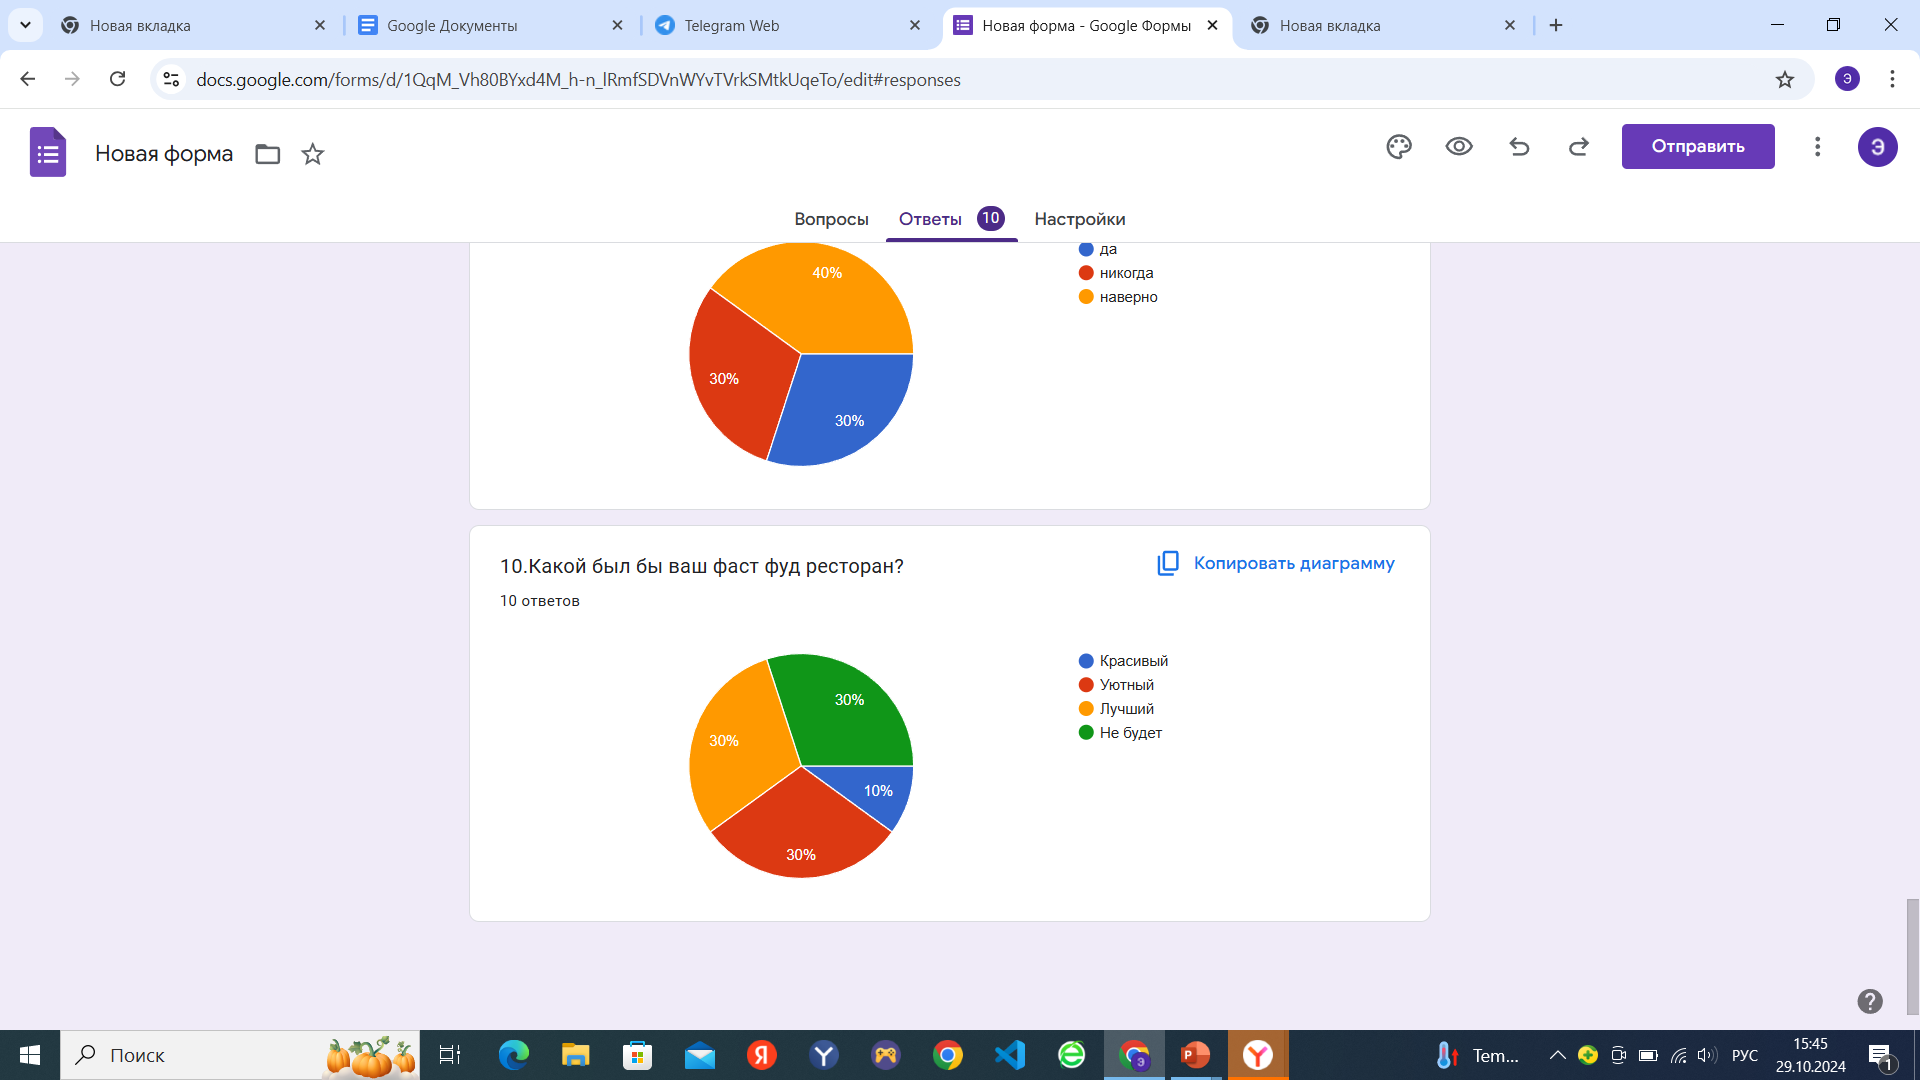 Новая вкладка
Google Документы
Telegram Web
Новая форма - Google Формы
Новая вкладка
docs.google.com/forms/d/1QqM_Vh80BYxd4M_h-n_lRmfSDVnWYvTVrkSMtkUqeTo/edit#responses
Э
Новая форма
Отправить
Э
Вопросы
Ответы 10
Настройки
40%
30%
30%
да
никогда
наверно
10.Какой был бы ваш фаст фуд ресторан?
Копировать диаграмму
10 ответов
30%
30%
10%
30%
Красивый
Уютный
Лучший
Не будет
Поиск
Tem...
РУС
15:45
29.10.2024
1